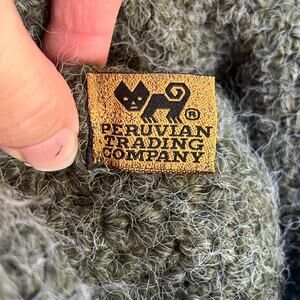 ®
PERUVIAN
TRADING
COMPANY